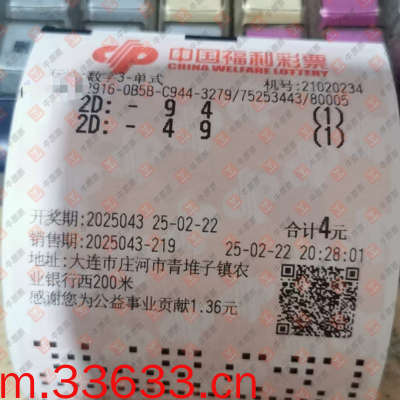 中国福利彩票
CHINA WELFARE LOTTERY
数字3-单式 机号:21020234
2916-0B5B-C944-3279/75253443/80005
2D: - 9 4 (1)
2D: - 4 9 (1)
开奖期:2025043 25-02-22 合计4元
销售期:2025043-219 25-02-22 20:28:01
地址:大连市庄河市青堆子镇农
业银行西200米
感谢您为公益事业贡献1.36元
m.33633.cn